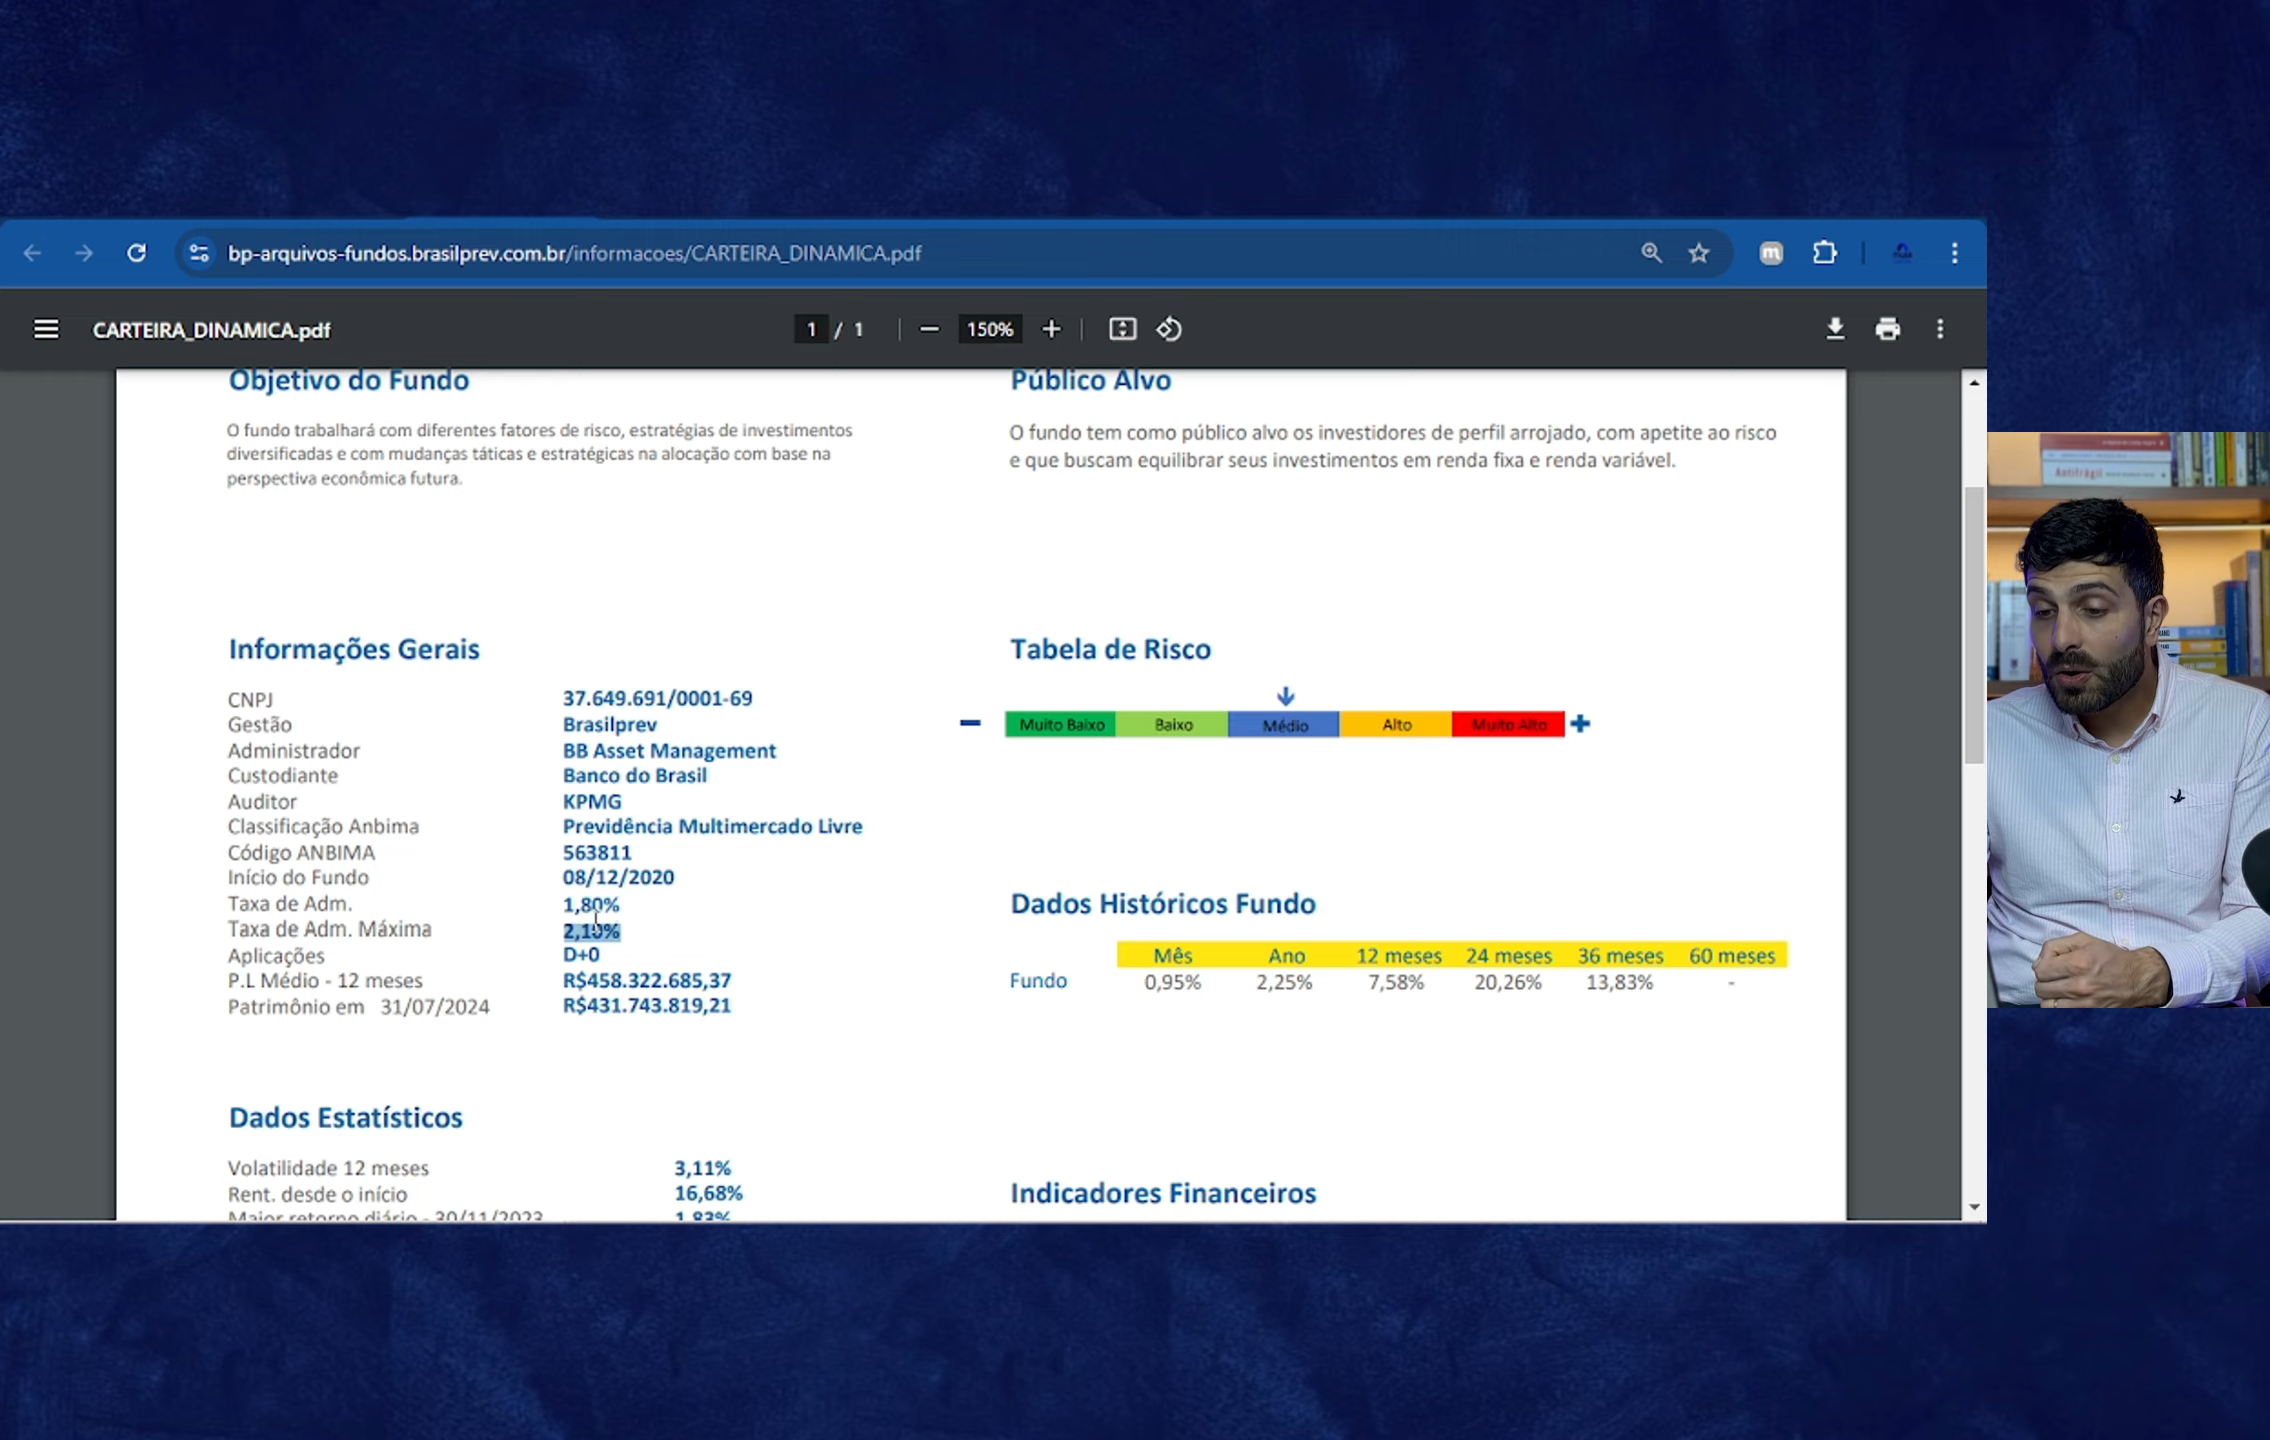 bp-arquivos-fundos.brasilprev.com.br/informacoes/CARTEIRA_DINAMICA.pdf
CARTEIRA_DINAMICA.pdf
1 / 1
150%
Objetivo do Fundo
O fundo trabalhará com diferentes fatores de risco, estratégias de investimentos
diversificadas e com mudanças táticas e estratégicas na alocação com base na
perspectiva econômica futura.
Público Alvo
O fundo tem como público alvo os investidores de perfil arrojado, com apetite ao risco
e que buscam equilibrar seus investimentos em renda fixa e renda variável.
Informações Gerais
CNPJ 37.649.691/0001-69
Gestão Brasilprev
Administrador BB Asset Management
Custodiante Banco do Brasil
Auditor KPMG
Classificação Anbima Previdência Multimercado Livre
Código ANBIMA 563811
Início do Fundo 08/12/2020
Taxa de Adm. 1,80%
Taxa de Adm. Máxima 2,10%
Aplicações D+0
P.L Médio - 12 meses R$458.322.685,37
Patrimônio em 31/07/2024 R$431.743.819,21
Tabela de Risco
Muito Baixo Baixo Médio Alto Muito Alto
Dados Históricos Fundo
Mês Ano 12 meses 24 meses 36 meses 60 meses
Fundo 0,95% 2,25% 7,58% 20,26% 13,83% -
Dados Estatísticos
Volatilidade 12 meses 3,11%
Rent. desde o início 16,68%
Maior retorno diário - 30/11/2023 1,83%
Indicadores Financeiros
Antifrágil